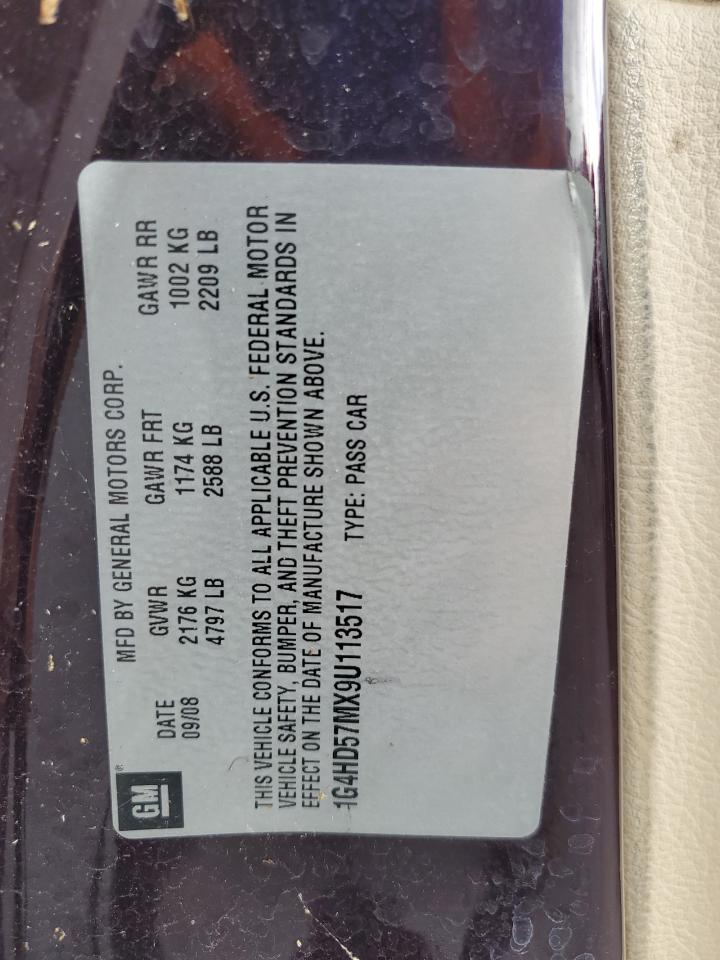 GM
MFD BY GENERAL MOTORS CORP.
DATE GVWR GAWR FRT GAWR RR
09/08 2176 KG 1174 KG 1002 KG
4797 LB 2588 LB 2209 LB
THIS VEHICLE CONFORMS TO ALL APPLICABLE U.S. FEDERAL MOTOR
VEHICLE SAFETY, BUMPER, AND THEFT PREVENTION STANDARDS IN
EFFECT ON THE DATE OF MANUFACTURE SHOWN ABOVE.
1G4HD57MX9U113517 TYPE: PASS CAR